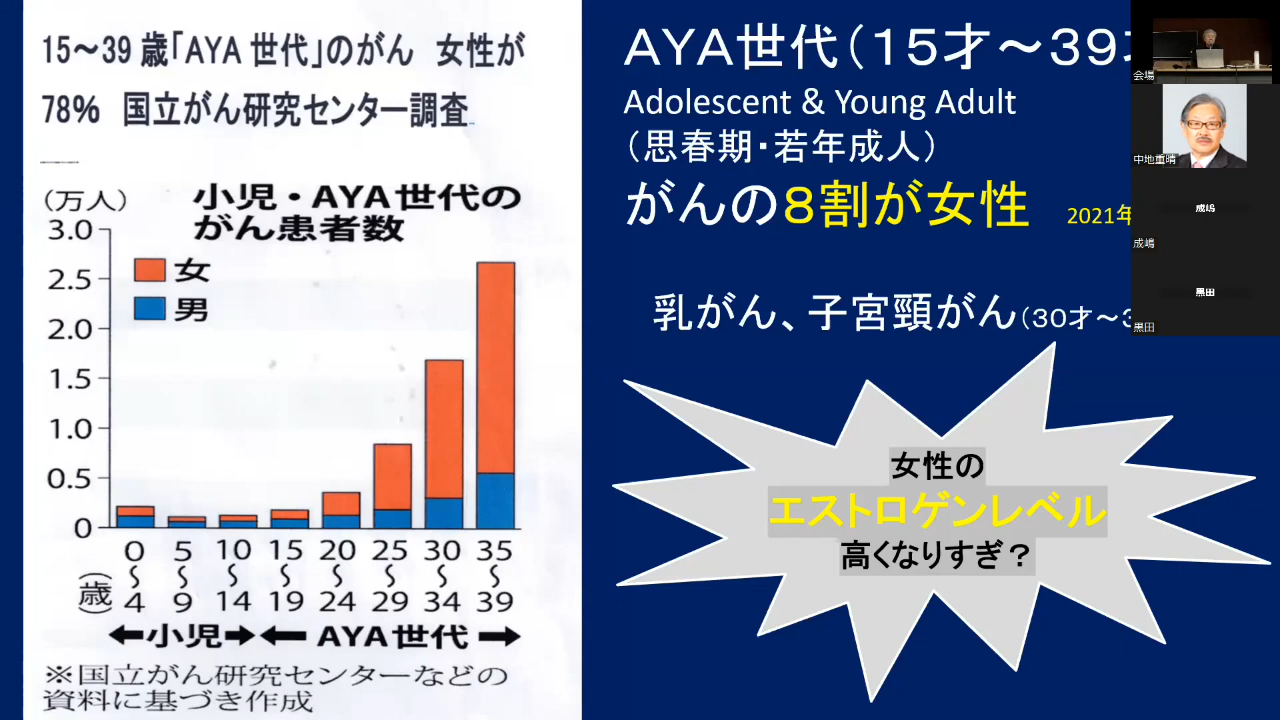 15〜39 歳「AYA 世代」のがん 女性が
78% 国立がん研究センター調査
(万人)
小児・AYA世代の
がん患者数
女
男
3.0
2.5
2.0
1.5
1.0
0.5
0
0 5 10 15 20 25 30 35
〜 〜 〜 〜 〜 〜 〜 〜
4 9 14 19 24 29 34 39
(歳)
小児 AYA世代
※国立がん研究センターなどの
資料に基づき作成
AYA世代(15才〜39
Adolescent & Young Adult
(思春期・若年成人)
がんの8割が女性 2021年
乳がん、子宮頸がん(30才〜
女性の
エストロゲンレベル
高くなりすぎ?
会場
中地重晴
成嶋
成嶋
黒田
黒田